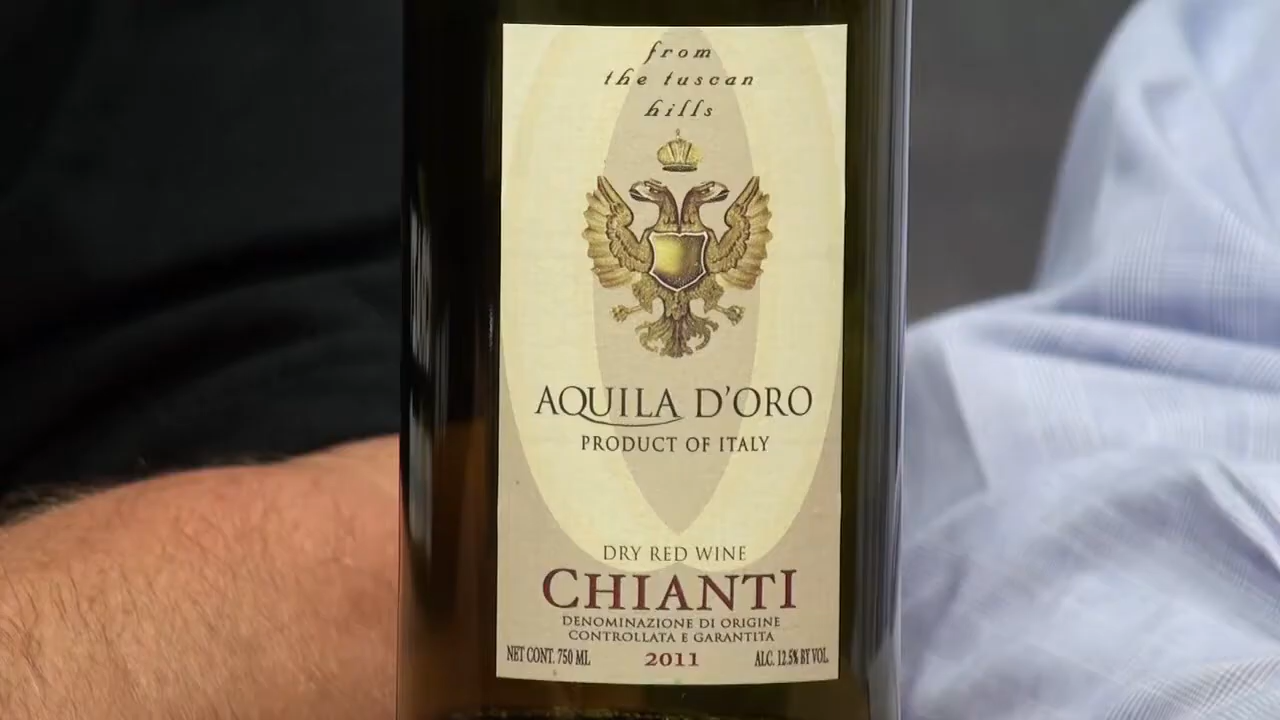 from
the tuscan
hills
AQUILA D'ORO
PRODUCT OF ITALY
DRY RED WINE
CHIANTI
DENOMINAZIONE DI ORIGINE
CONTROLLATA E GARANTITA
NET CONT. 750 ML 2011 ALC. 12.5% BY VOL.